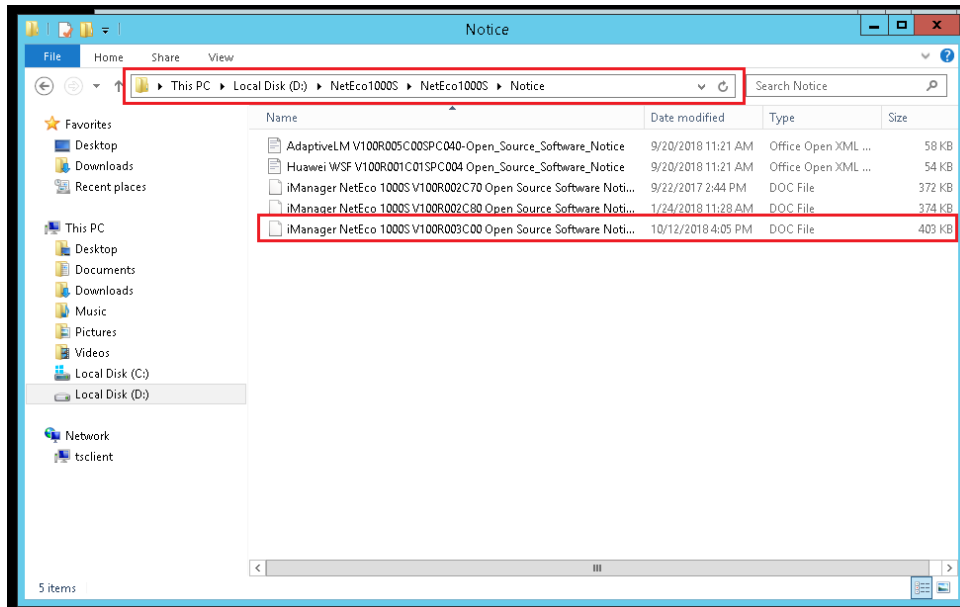 Notice
File Home Share View
This PC Local Disk (D:) NetEco1000S NetEco1000S Notice
Search Notice
Name Date modified Type Size
AdaptiveLM V100R005C00SPC040-Open_Source_Software_Notice 9/20/2018 11:21 AM Office Open XML ... 58 KB
Huawei WSF V100R001C01SPC004 Open_Source_Software_Notice 9/20/2018 11:21 AM Office Open XML ... 54 KB
iManager NetEco 1000S V100R002C70 Open Source Software Noti... 9/22/2017 2:44 PM DOC File 372 KB
iManager NetEco 1000S V100R002C80 Open Source Software Noti... 1/24/2018 11:28 AM DOC File 374 KB
iManager NetEco 1000S V100R003C00 Open Source Software Noti... 10/12/2018 4:05 PM DOC File 403 KB
Favorites
Desktop
Downloads
Recent places
This PC
Desktop
Documents
Downloads
Music
Pictures
Videos
Local Disk (C:)
Local Disk (D:)
Network
tsclient
5 items